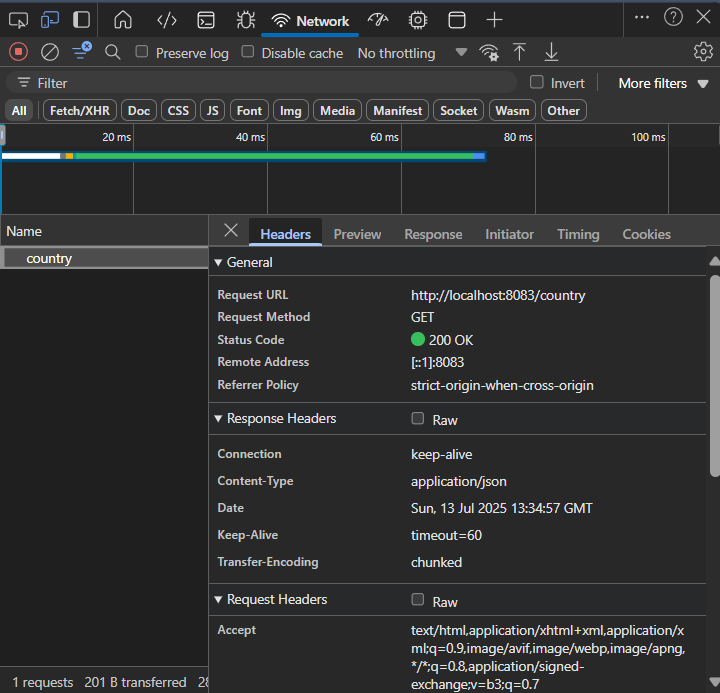 Network
Preserve log Disable cache No throttling
Filter Invert More filters
All Fetch/XHR Doc CSS JS Font Img Media Manifest Socket Wasm Other
20 ms 40 ms 60 ms 80 ms 100 ms
Name Headers Preview Response Initiator Timing Cookies
country
General
Request URL http://localhost:8083/country
Request Method GET
Status Code 200 OK
Remote Address [::1]:8083
Referrer Policy strict-origin-when-cross-origin
Response Headers Raw
Connection keep-alive
Content-Type application/json
Date Sun, 13 Jul 2025 13:34:57 GMT
Keep-Alive timeout=60
Transfer-Encoding chunked
Request Headers Raw
Accept text/html,application/xhtml+xml,application/x
ml;q=0.9,image/avif,image/webp,image/apng,
*/*;q=0.8,application/signed-
exchange;v=b3;q=0.7
1 requests 201 B transferred